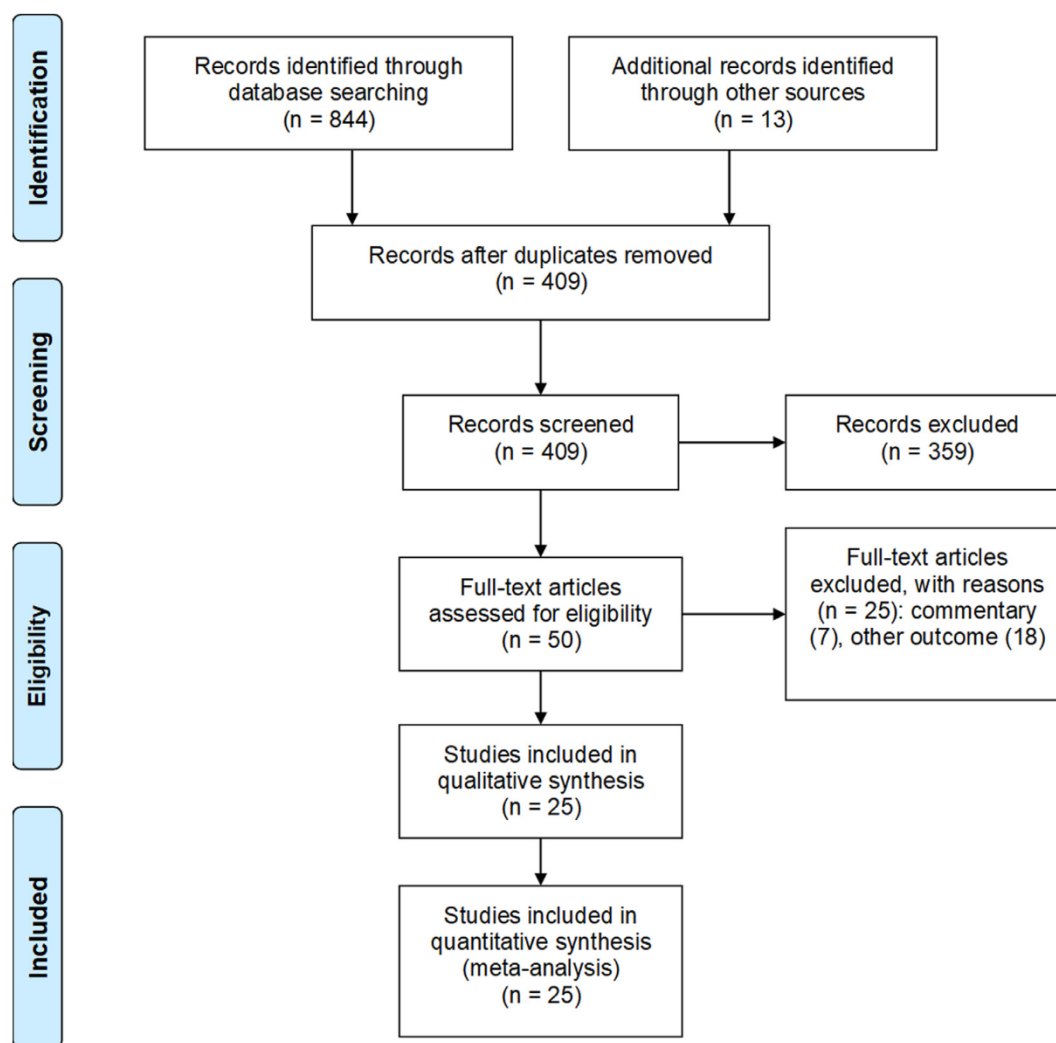 Identification
Records identified through
database searching
(n = 844)
Additional records identified
through other sources
(n = 13)
Records after duplicates removed
(n = 409)
Screening
Records screened
(n = 409)
Records excluded
(n = 359)
Eligibility
Full-text articles
assessed for eligibility
(n = 50)
Full-text articles
excluded, with reasons
(n = 25): commentary
(7), other outcome (18)
Studies included in
qualitative synthesis
(n = 25)
Included
Studies included in
quantitative synthesis
(meta-analysis)
(n = 25)